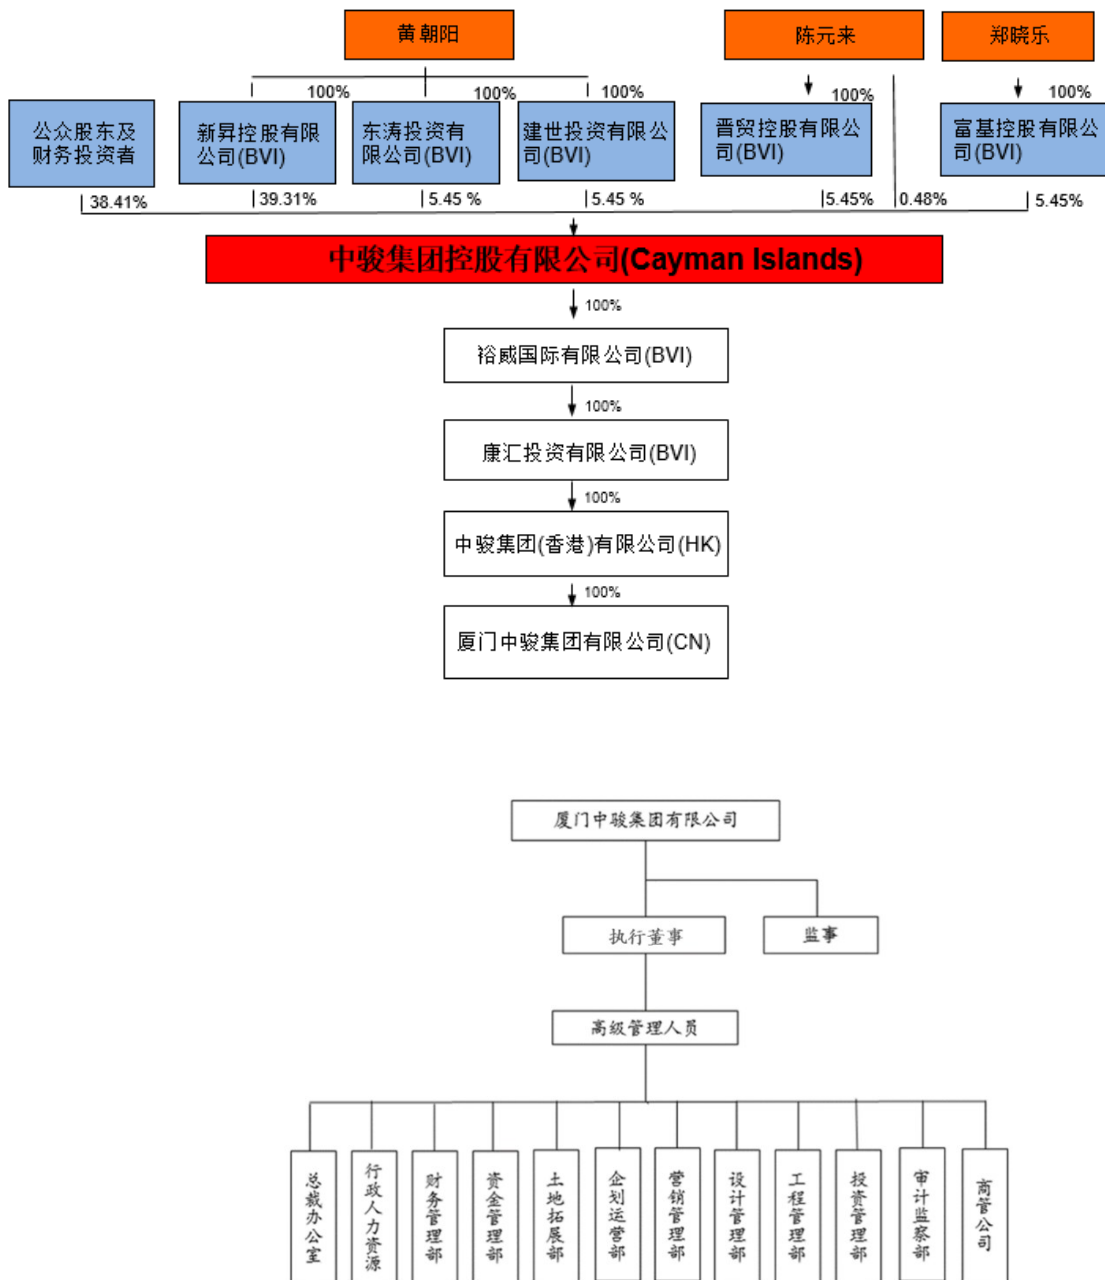 黄朝阳
陈元来
郑晓乐
100%
100%
100%
100%
100%
公众股东及
财务投资者
新昇控股有限
公司(BVI)
东涛投资有
限公司(BVI)
建世投资有限公
司(BVI)
晋贸控股有限公
司(BVI)
富基控股有限公
司(BVI)
38.41%
39.31%
5.45 %
5.45 %
5.45%
0.48%
5.45%
中骏集团控股有限公司(Cayman Islands)
100%
裕威国际有限公司(BVI)
100%
康汇投资有限公司(BVI)
100%
中骏集团(香港)有限公司(HK)
100%
厦门中骏集团有限公司(CN)
厦门中骏集团有限公司
执行董事
监事
高级管理人员
总裁办公室
行政人力资源
财务管理部
资金管理部
土地拓展部
企划运营部
营销管理部
设计管理部
工程管理部
投资管理部
审计监察部
商管公司